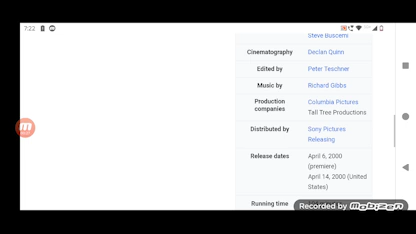 7:22
Steve Buscemi
Cinematography Declan Quinn
Edited by Peter Teschner
Music by Richard Gibbs
Production companies Columbia Pictures
Tall Tree Productions
Distributed by Sony Pictures
Releasing
Release dates April 6, 2000
(premiere)
April 14, 2000 (United
States)
Running time
Recorded by Mobizen